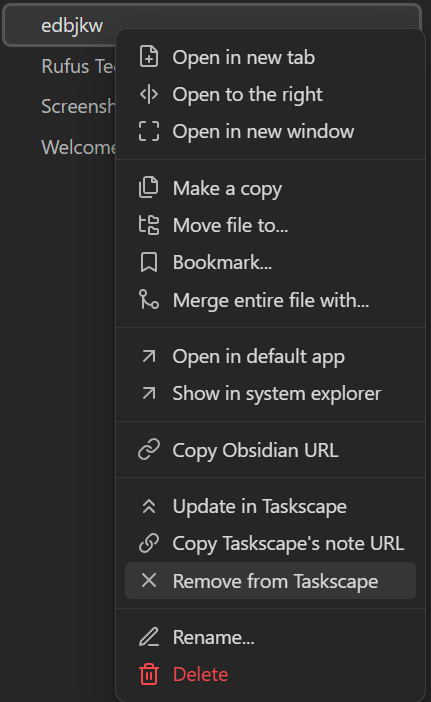 edbjkw
Rufus Te
Screensh
Welcome
Open in new tab
Open to the right
Open in new window
Make a copy
Move file to...
Bookmark...
Merge entire file with...
Open in default app
Show in system explorer
Copy Obsidian URL
Update in Taskscape
Copy Taskscape's note URL
Remove from Taskscape
Rename...
Delete